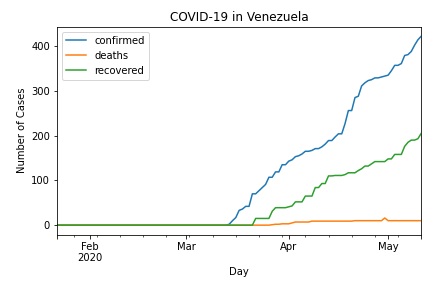 COVID-19 in Venezuela
confirmed
deaths
recovered
Number of Cases
400
300
200
100
0
Feb
2020
Mar
Apr
May
Day